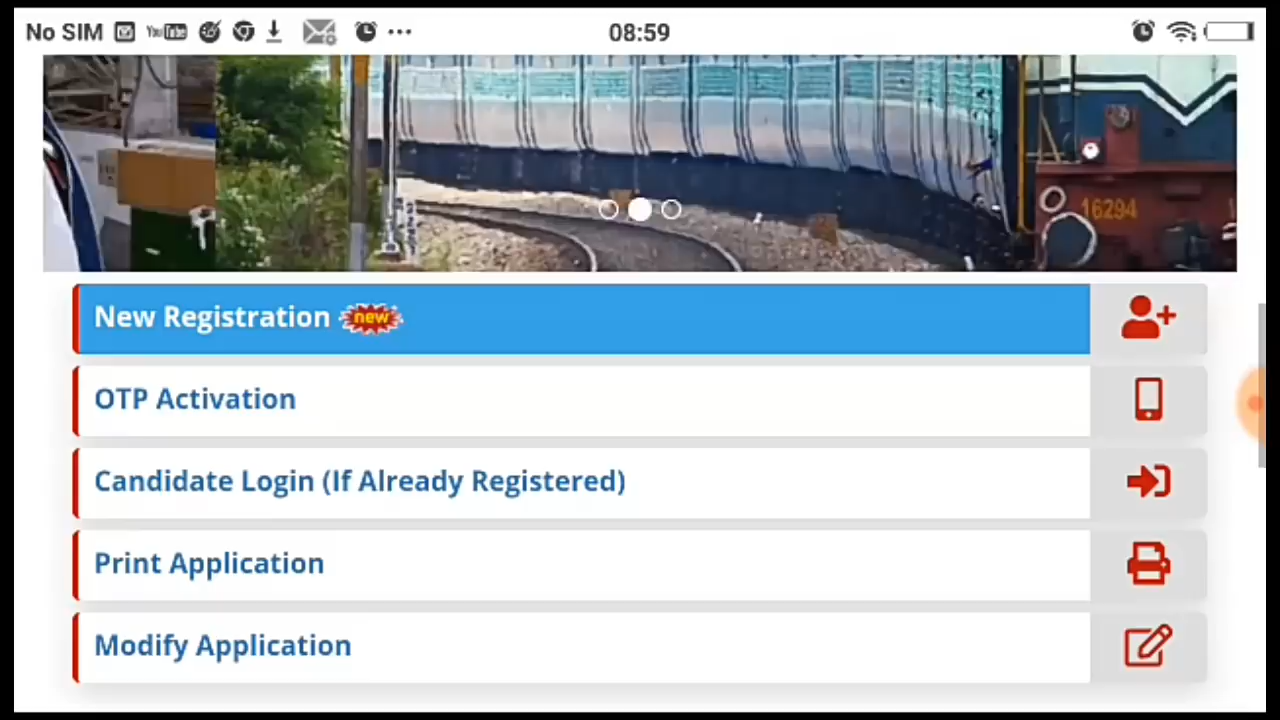 No SIM YouTube 08:59
16294
New Registration new
OTP Activation
Candidate Login (If Already Registered)
Print Application
Modify Application